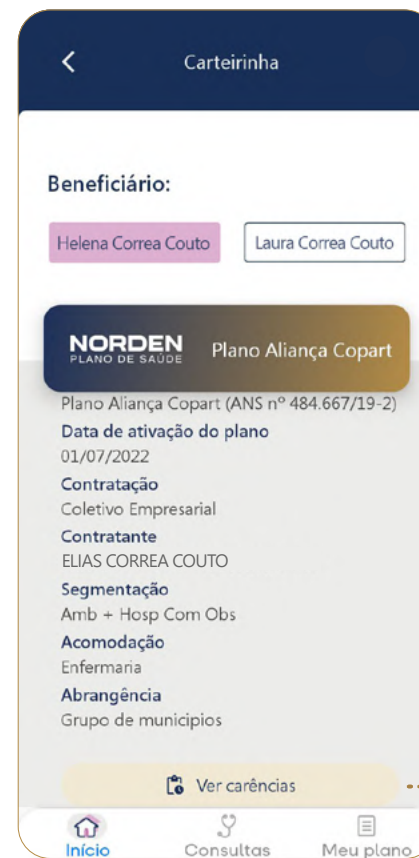 Carteirinha
Beneficiário:
Helena Correa Couto
Laura Correa Couto
NORDEN
PLANO DE SAÚDE
Plano Aliança Copart
Plano Aliança Copart (ANS nº 484.667/19-2)
Data de ativação do plano
01/07/2022
Contratação
Coletivo Empresarial
Contratante
ELIAS CORREA COUTO
Segmentação
Amb + Hosp Com Obs
Acomodação
Enfermaria
Abrangência
Grupo de municipios
Ver carências
Início
Consultas
Meu plano